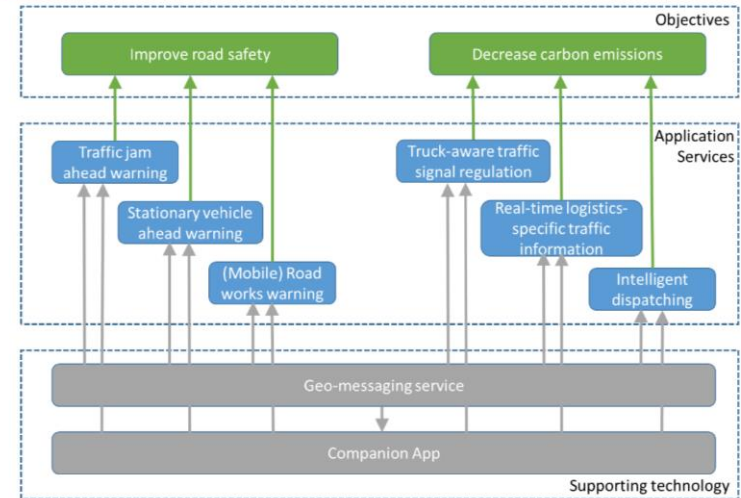 Objectives
Improve road safety
Decrease carbon emissions
Application
Services
Traffic jam
ahead warning
Truck-aware traffic
signal regulation
Stationary vehicle
ahead warning
Real-time logistics-
specific traffic
information
(Mobile) Road
works warning
Intelligent
dispatching
Geo-messaging service
Companion App
Supporting technology